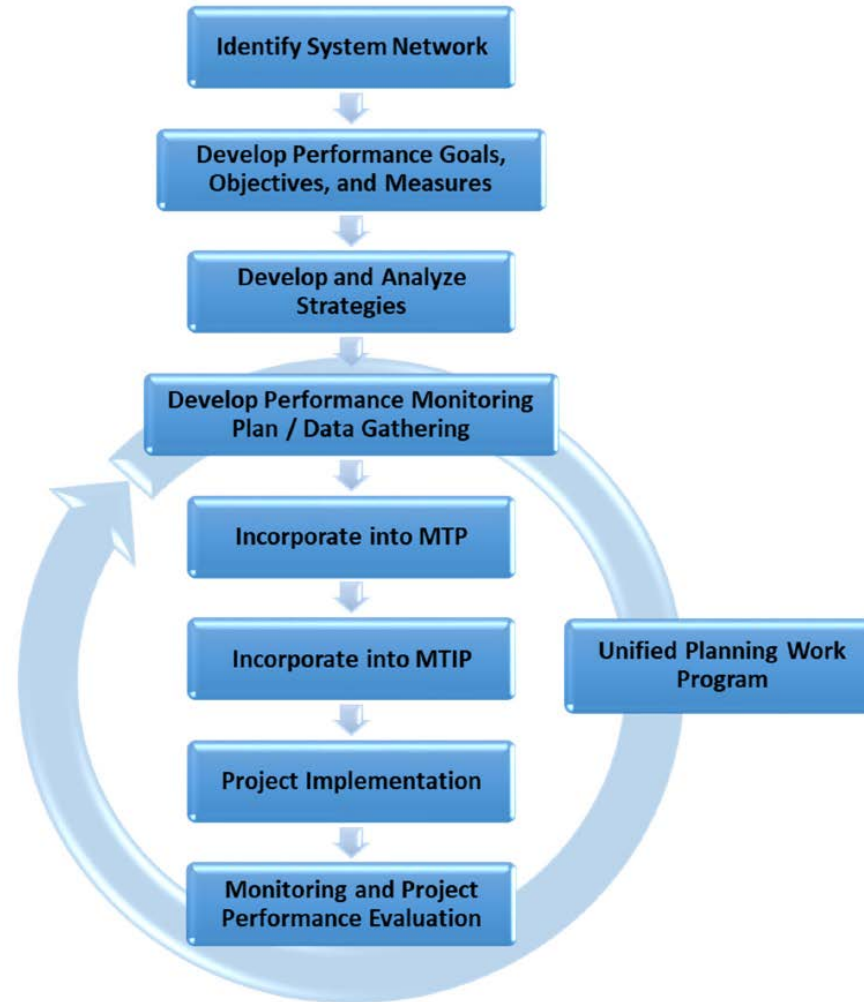 Identify System Network
Develop Performance Goals,
Objectives, and Measures
Develop and Analyze
Strategies
Develop Performance Monitoring
Plan / Data Gathering
Incorporate into MTP
Incorporate into MTIP
Unified Planning Work
Program
Project Implementation
Monitoring and Project
Performance Evaluation